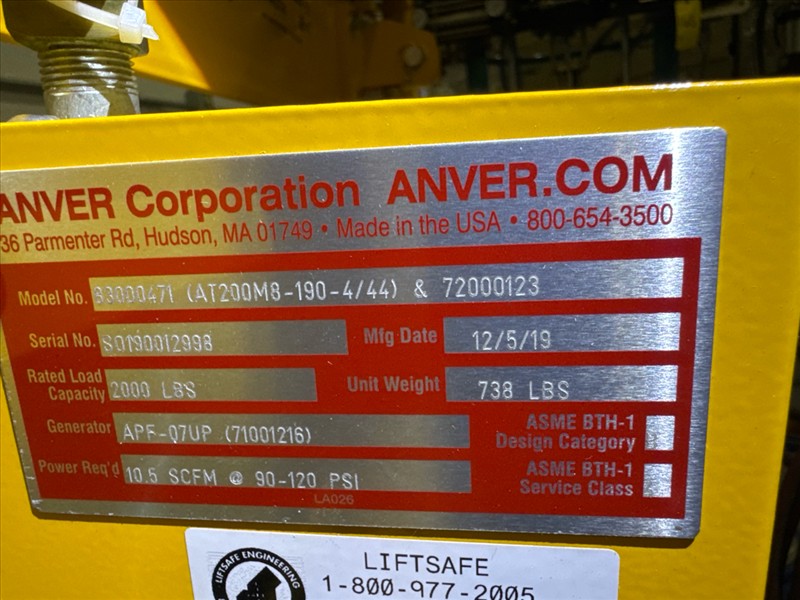 ANVER Corporation ANVER.COM
36 Parmenter Rd, Hudson, MA 01749 • Made in the USA • 800-654-3500
Model No. 83000471 (AT200M8-190-4/44) & 72000123
Serial No. SO190012998 Mfg Date 12/5/19
Rated Load Capacity 2000 LBS Unit Weight 738 LBS
Generator APF-07UP (71001216) ASME BTH-1 Design Category
Power Req'd 10.5 SCFM @ 90-120 PSI ASME BTH-1 Service Class
LA026
LIFTSAFE ENGINEERING
LIFTSAFE
1-800-977-2005